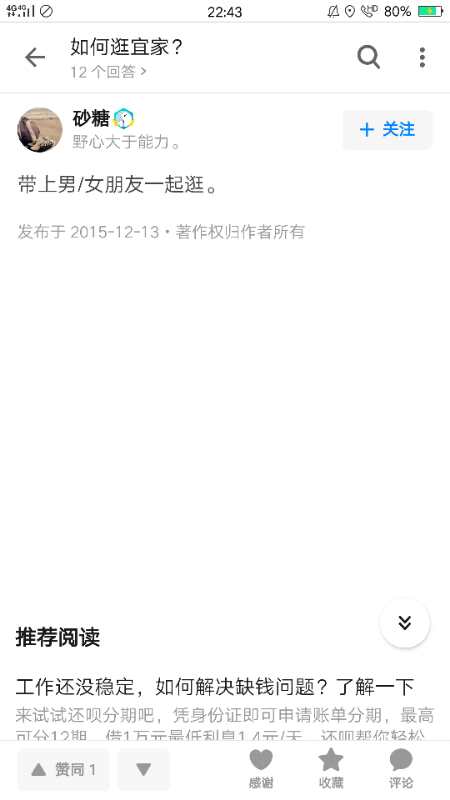 4G 4G 22:43 HD 80%
如何逛宜家？
12 个回答 >
砂糖
野心大于能力。
+ 关注
带上男/女朋友一起逛。
发布于 2015-12-13・著作权归作者所有
推荐阅读
工作还没稳定，如何解决缺钱问题？了解一下
来试试还呗分期吧，凭身份证即可申请账单分期，最高
可分12期，借1万元最低利息1.4元/天，还呗帮你轻松
赞同 1
感谢 收藏 评论